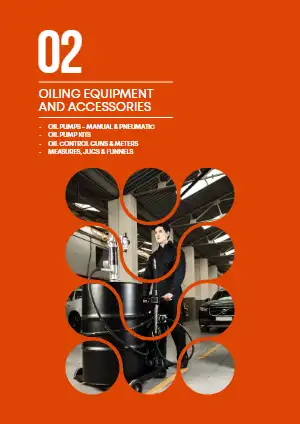 02
OILING EQUIPMENT
AND ACCESSORIES
- OIL PUMPS - MANUAL & PNEUMATIC
- OIL PUMP KITS
- OIL CONTROL GUNS & METERS
- MEASURES, JUGS & FUNNELS